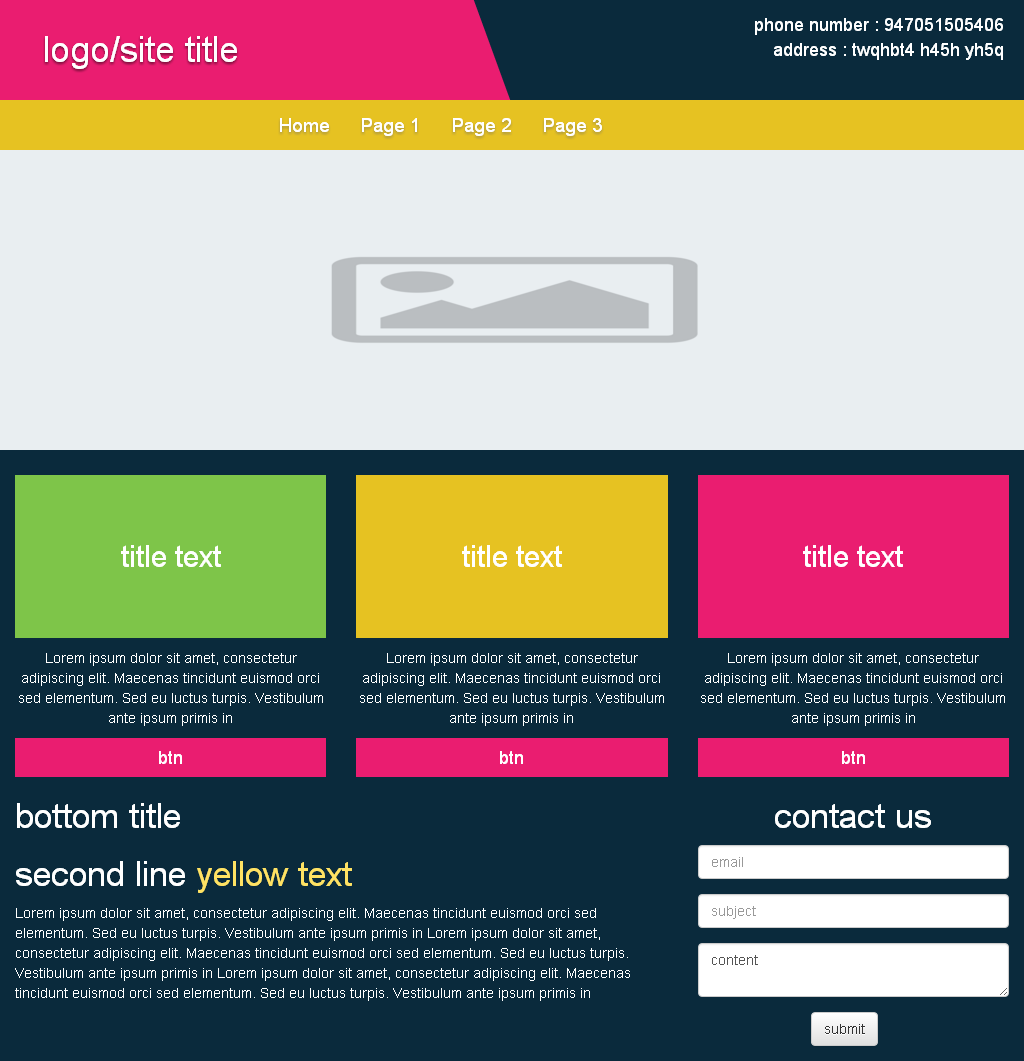 logo/site title
phone number : 947051505406
address : twqhbt4 h45h yh5q
Home Page 1 Page 2 Page 3
title text
Lorem ipsum dolor sit amet, consectetur
adipiscing elit. Maecenas tincidunt euismod orci
sed elementum. Sed eu luctus turpis. Vestibulum
ante ipsum primis in
btn
title text
Lorem ipsum dolor sit amet, consectetur
adipiscing elit. Maecenas tincidunt euismod orci
sed elementum. Sed eu luctus turpis. Vestibulum
ante ipsum primis in
btn
title text
Lorem ipsum dolor sit amet, consectetur
adipiscing elit. Maecenas tincidunt euismod orci
sed elementum. Sed eu luctus turpis. Vestibulum
ante ipsum primis in
btn
bottom title
second line yellow text
Lorem ipsum dolor sit amet, consectetur adipiscing elit. Maecenas tincidunt euismod orci sed
elementum. Sed eu luctus turpis. Vestibulum ante ipsum primis in Lorem ipsum dolor sit amet,
consectetur adipiscing elit. Maecenas tincidunt euismod orci sed elementum. Sed eu luctus turpis.
Vestibulum ante ipsum primis in Lorem ipsum dolor sit amet, consectetur adipiscing elit. Maecenas
tincidunt euismod orci sed elementum. Sed eu luctus turpis. Vestibulum ante ipsum primis in
contact us
email
subject
content
submit